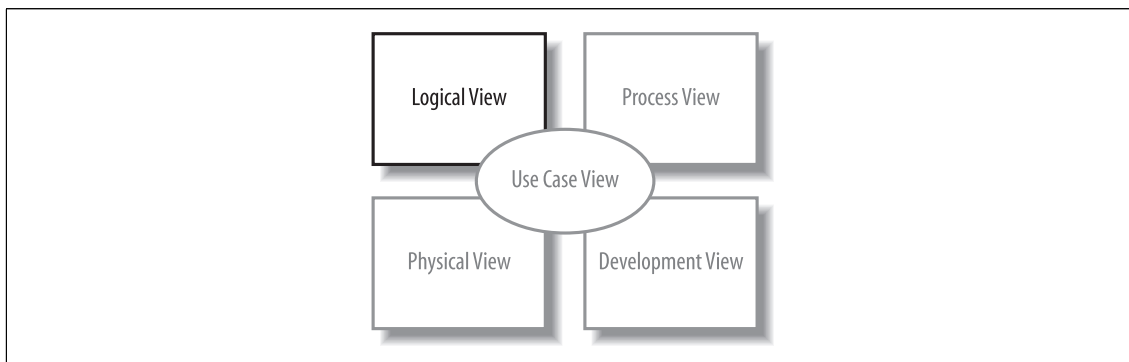 Logical View
Process View
Use Case View
Physical View
Development View